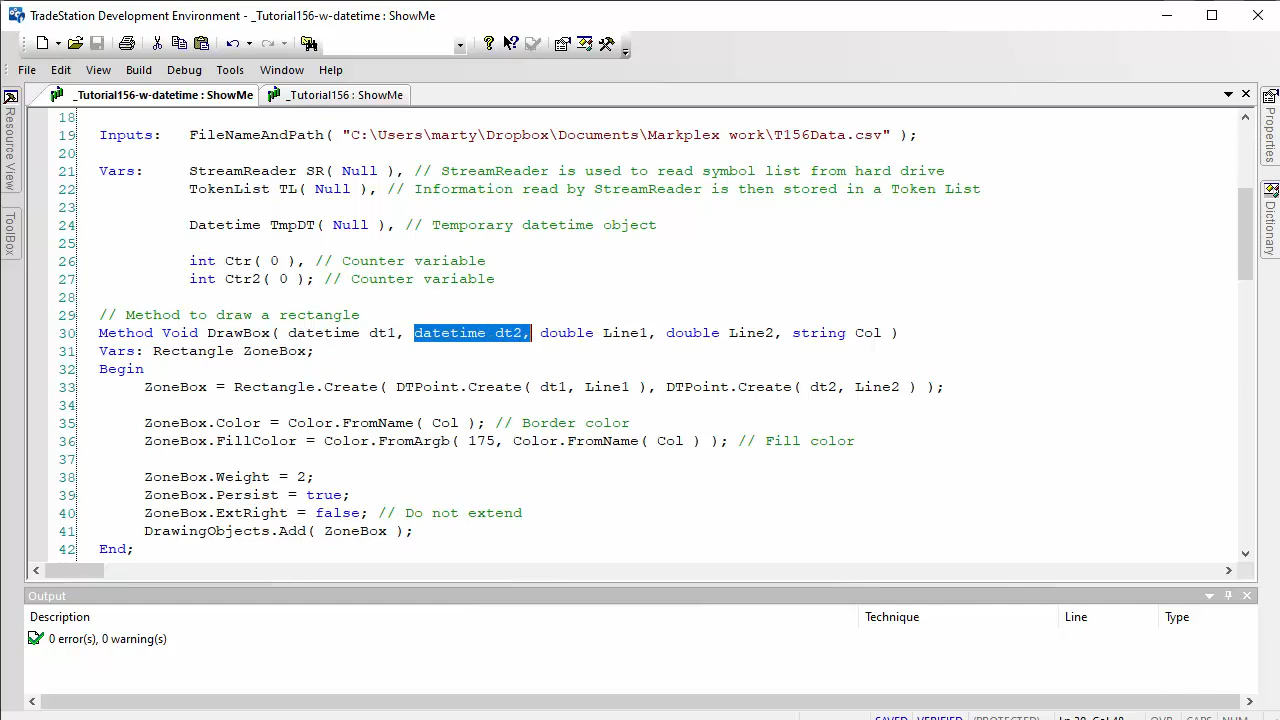 TradeStation Development Environment - _Tutorial156-w-datetime : ShowMe
File Edit View Build Debug Tools Window Help
_Tutorial156-w-datetime : ShowMe _Tutorial156 : ShowMe
Resource View
ToolBox
Properties
Dictionary
18
19 Inputs: FileNameAndPath( "C:\Users\marty\Dropbox\Documents\Markplex work\T156Data.csv" );
20
21 Vars: StreamReader SR( Null ), // StreamReader is used to read symbol list from hard drive
22 TokenList TL( Null ), // Information read by StreamReader is then stored in a Token List
23
24 Datetime TmpDT( Null ), // Temporary datetime object
25
26 int Ctr( 0 ), // Counter variable
27 int Ctr2( 0 ); // Counter variable
28
29 // Method to draw a rectangle
30 Method Void DrawBox( datetime dt1, datetime dt2, double Line1, double Line2, string Col )
31 Vars: Rectangle ZoneBox;
32 Begin
33 ZoneBox = Rectangle.Create( DTPoint.Create( dt1, Line1 ), DTPoint.Create( dt2, Line2 ) );
34
35 ZoneBox.Color = Color.FromName( Col ); // Border color
36 ZoneBox.FillColor = Color.FromArgb( 175, Color.FromName( Col ) ); // Fill color
37
38 ZoneBox.Weight = 2;
39 ZoneBox.Persist = true;
40 ZoneBox.ExtRight = false; // Do not extend
41 DrawingObjects.Add( ZoneBox );
42 End;
Output
Description Technique Line Type
0 error(s), 0 warning(s)
SAVED VERIFIED (PROTECTED) Ln 30, Col 48 OVR CAPS NUM